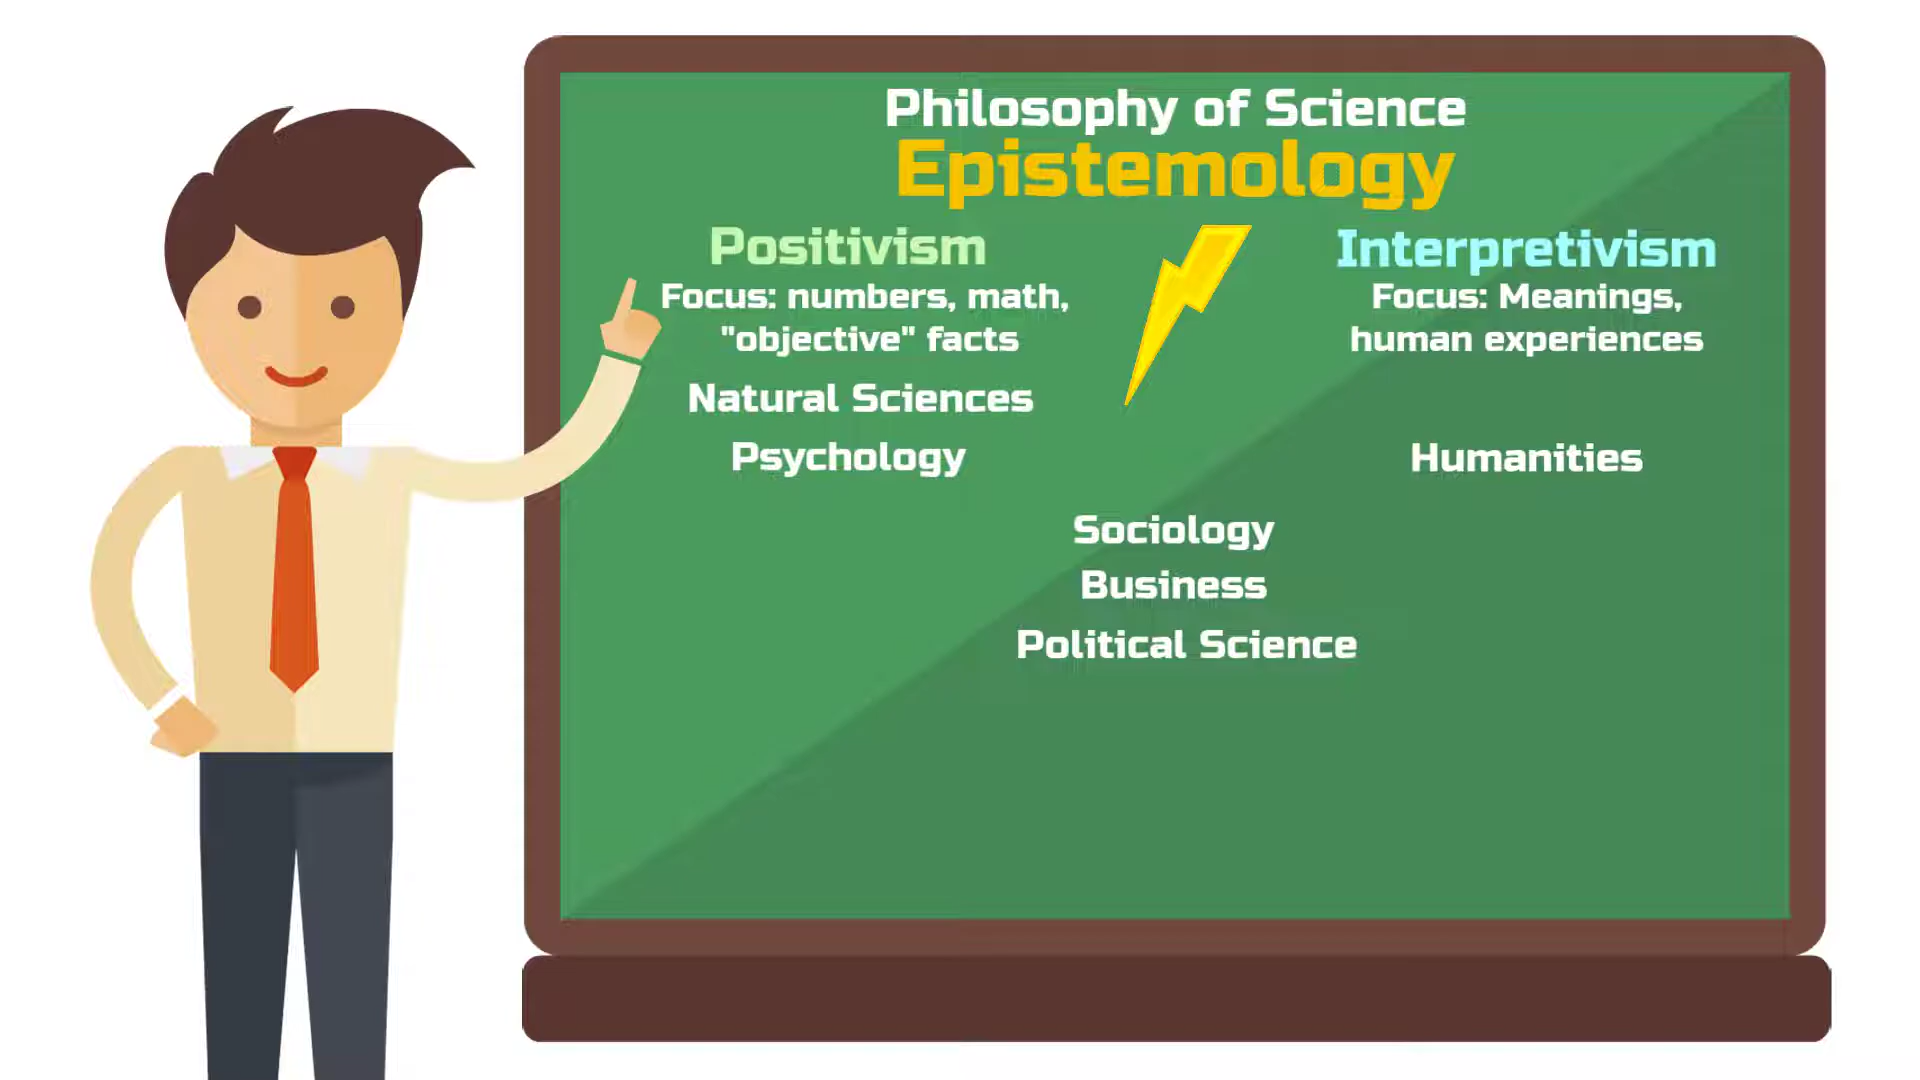 Philosophy of Science
Epistemology
Positivism
Focus: numbers, math,
"objective" facts
Natural Sciences
Psychology
Interpretivism
Focus: Meanings,
human experiences
Humanities
Sociology
Business
Political Science